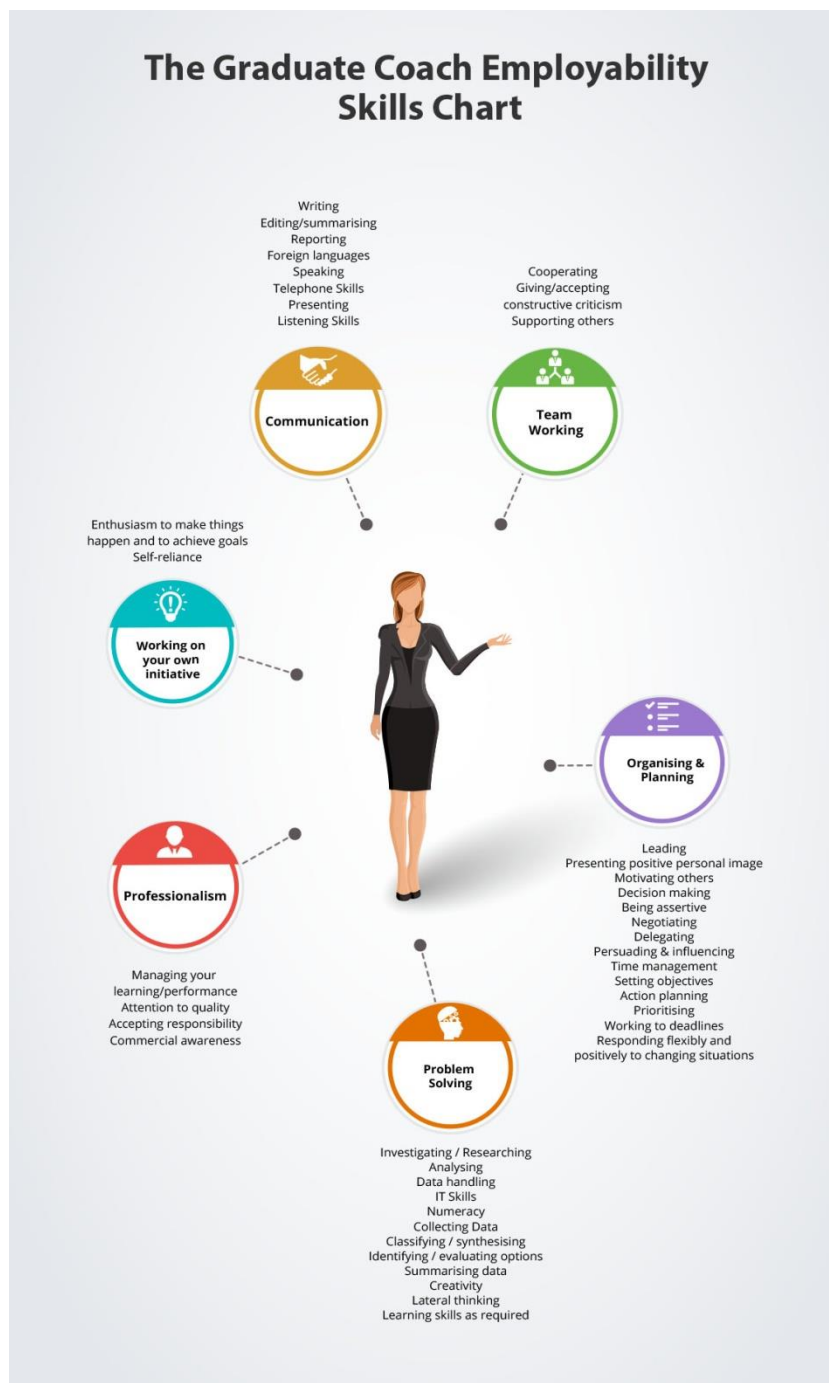 The Graduate Coach Employability
Skills Chart
Writing
Editing/summarising
Reporting
Foreign languages
Speaking
Telephone Skills
Presenting
Listening Skills
Communication
Cooperating
Giving/accepting
constructive criticism
Supporting others
Team
Working
Enthusiasm to make things
happen and to achieve goals
Self-reliance
Working on
your own
initiative
Organising &
Planning
Leading
Presenting positive personal image
Motivating others
Decision making
Being assertive
Negotiating
Delegating
Persuading & influencing
Time management
Setting objectives
Action planning
Prioritising
Working to deadlines
Responding flexibly and
positively to changing situations
Professionalism
Managing your
learning/performance
Attention to quality
Accepting responsibility
Commercial awareness
Problem
Solving
Investigating / Researching
Analysing
Data handling
IT Skills
Numeracy
Collecting Data
Classifying / synthesising
Identifying / evaluating options
Summarising data
Creativity
Lateral thinking
Learning skills as required